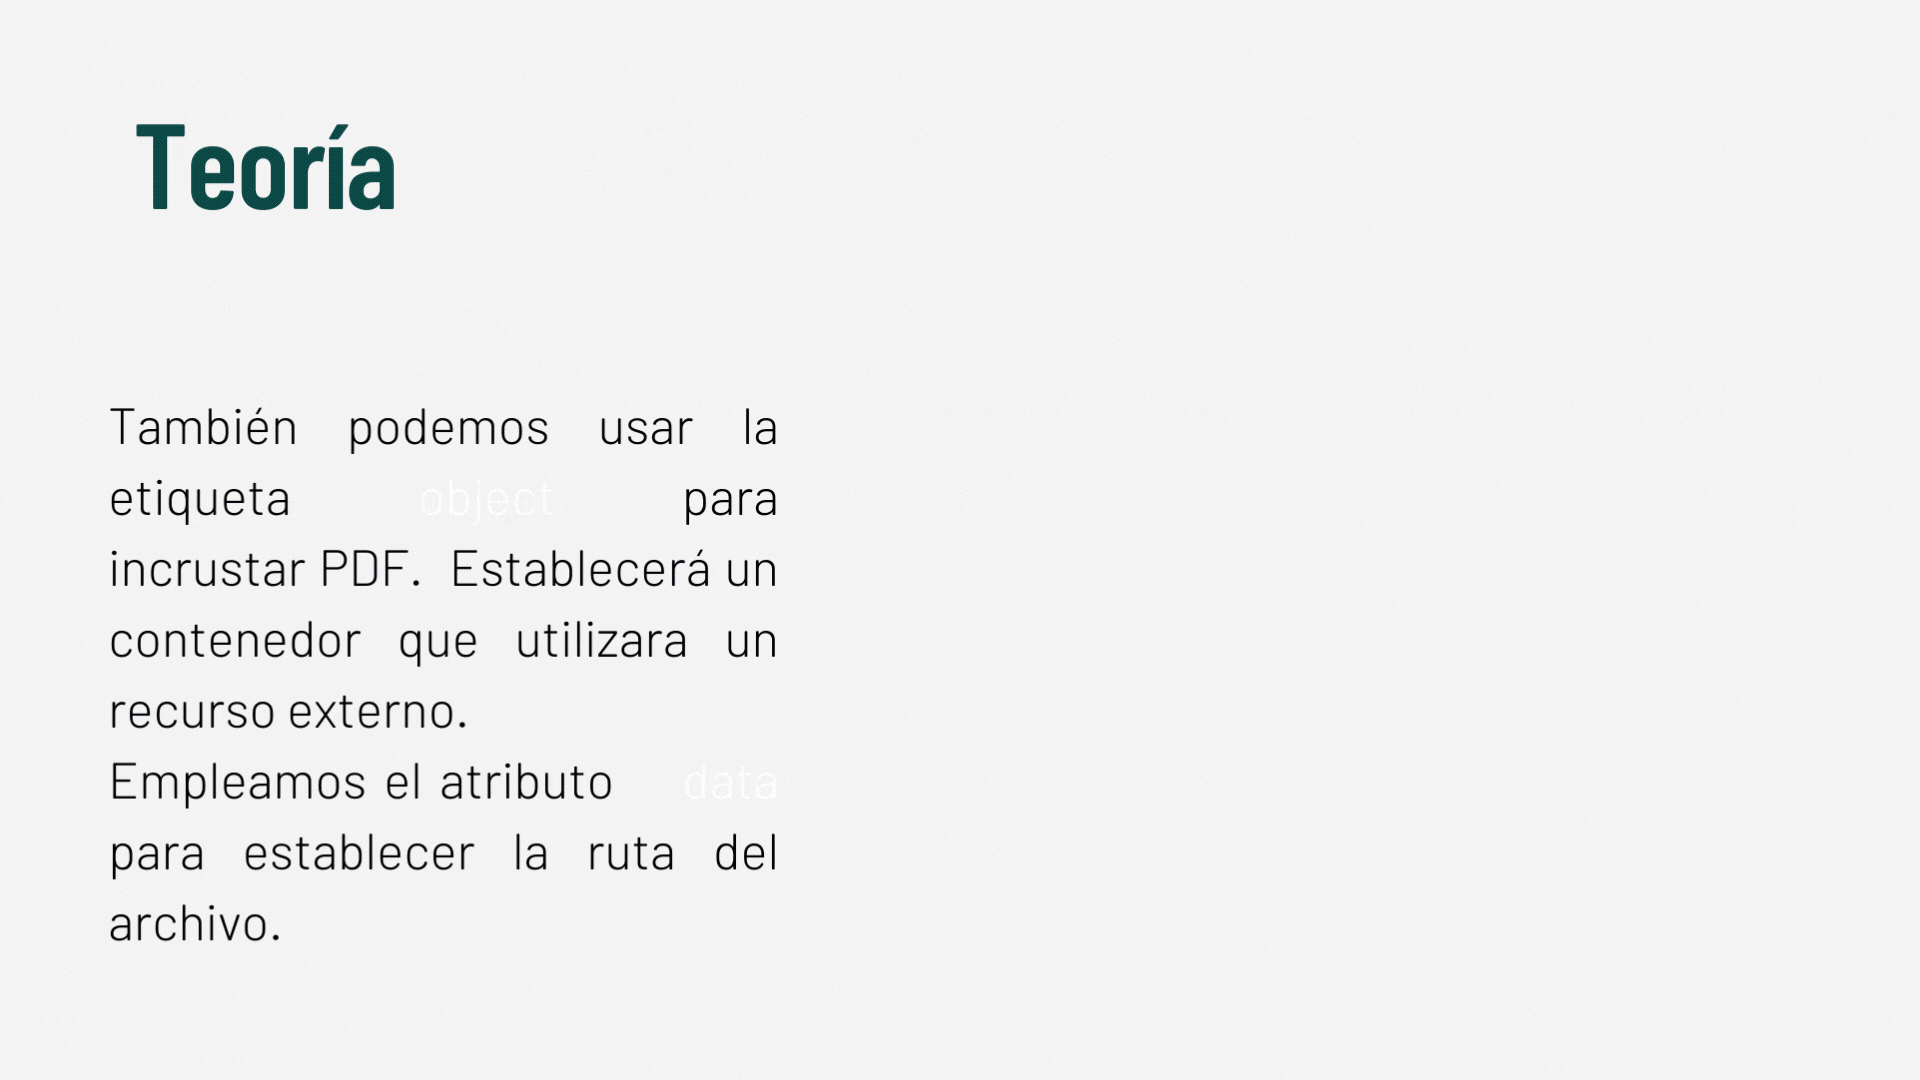 Teoría
También podemos usar la
etiqueta object para
incrustar PDF. Establecerá un
contenedor que utilizara un
recurso externo.
Empleamos el atributo data
para establecer la ruta del
archivo.